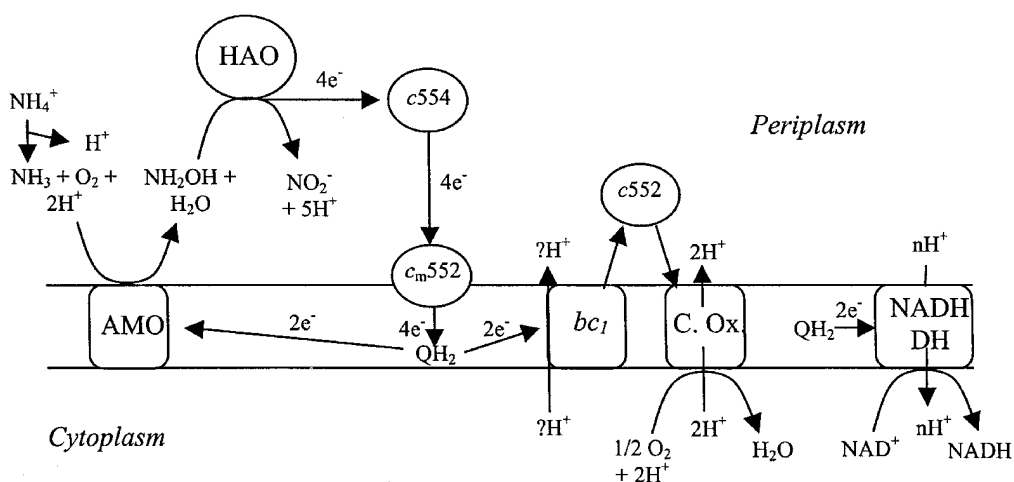 HAO
4e⁻
c554
NH₄⁺
H⁺
Periplasm
NH₃ + O₂ +
2H⁺
NH₂OH +
H₂O
NO₂⁻
+ 5H⁺
4e⁻
c552
cₘ552
?H⁺
2H⁺
nH⁺
AMO
2e⁻
4e⁻
QH₂
2e⁻
bc₁
C. Ox.
QH₂
2e⁻
NADH
DH
Cytoplasm
?H⁺
1/2 O₂
+ 2H⁺
2H⁺
H₂O
NAD⁺
nH⁺
NADH